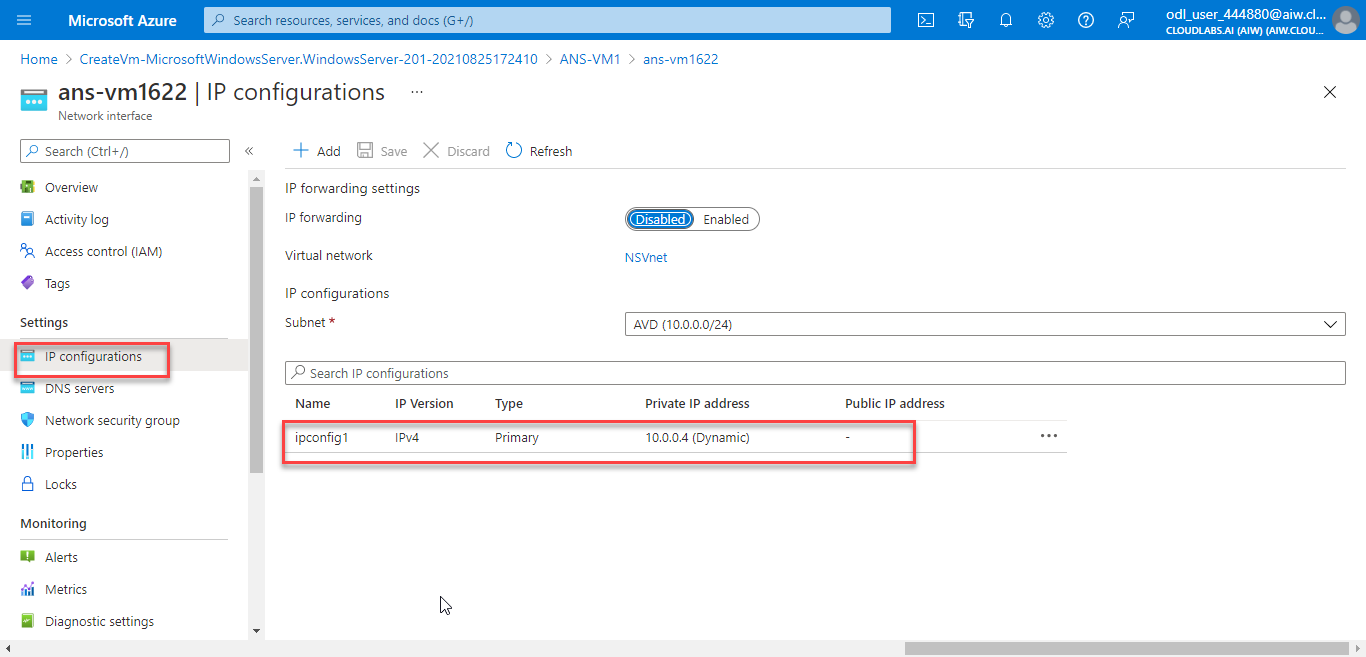 Microsoft Azure
Search resources, services, and docs (G+/)
odl_user_444880@aiw.cl...
CLOUDLABS.AI (AIW) (AIW.CLOU...
Home > CreateVm-MicrosoftWindowsServer.WindowsServer-201-20210825172410 > ANS-VM1 > ans-vm1622
ans-vm1622 | IP configurations ...
Network interface
Search (Ctrl+/)
«
Overview
Activity log
Access control (IAM)
Tags
Settings
IP configurations
DNS servers
Network security group
Properties
Locks
Monitoring
Alerts
Metrics
Diagnostic settings
Add Save Discard Refresh
IP forwarding settings
IP forwarding Disabled Enabled
Virtual network NSVnet
IP configurations
Subnet * AVD (10.0.0.0/24)
Search IP configurations
Name IP Version Type Private IP address Public IP address
ipconfig1 IPv4 Primary 10.0.0.4 (Dynamic) - ...